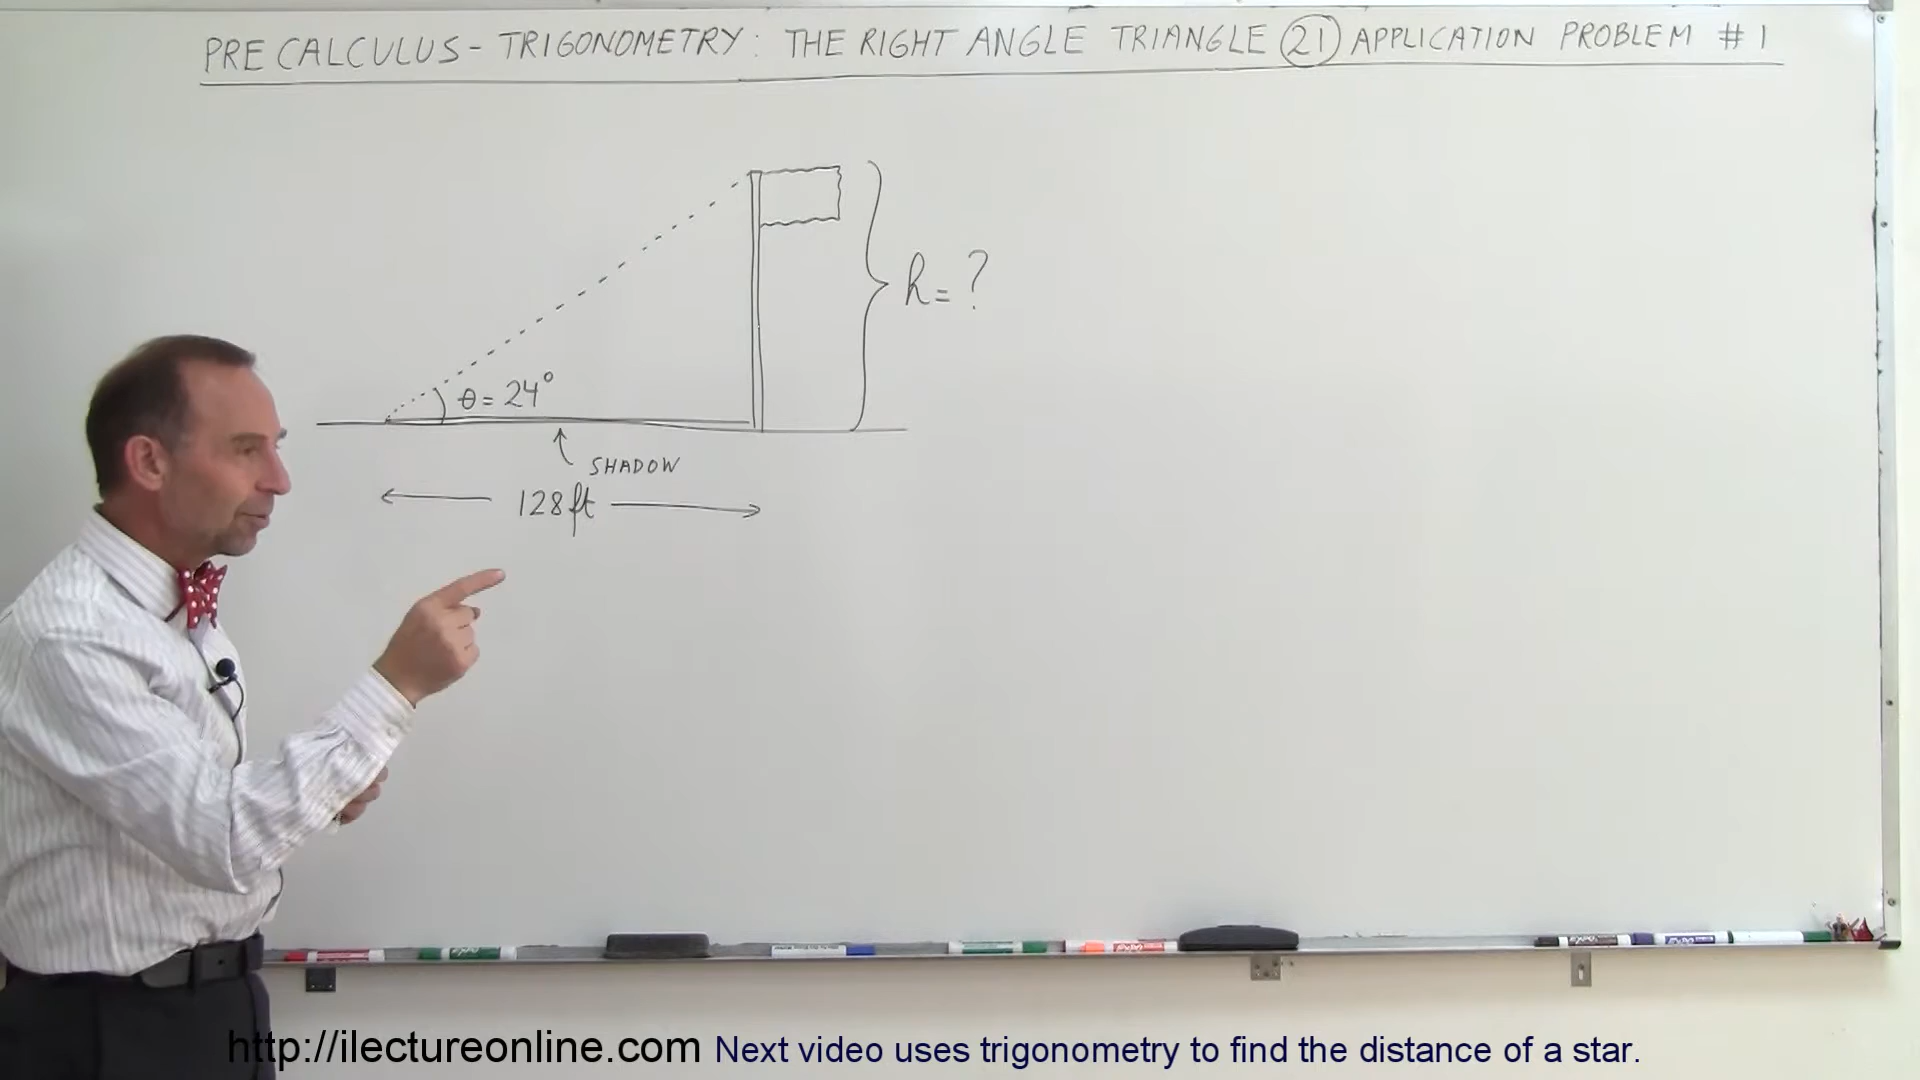 PRE CALCULUS - TRIGONOMETRY: THE RIGHT ANGLE TRIANGLE 21 APPLICATION PROBLEM # 1
h = ?
θ = 24°
SHADOW
128 ft
http://ilectureonline.com Next video uses trigonometry to find the distance of a star.